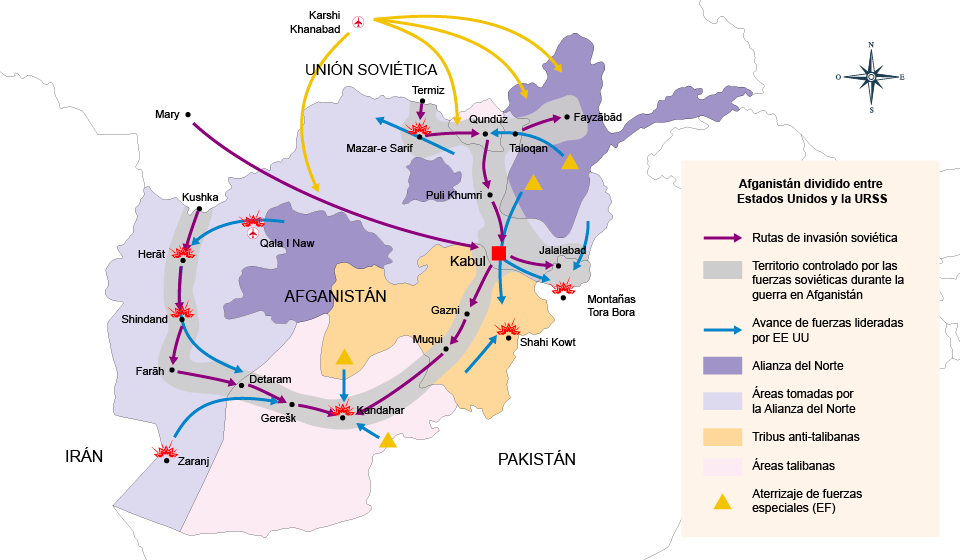 Karshi
Khanabad
UNIÓN SOVIÉTICA
Termiz
Mary
Qundūz
Fayzābād
Mazar-e Sarif
Taloqan
Puli Khumri
Kushka
Qala I Naw
Herāt
Kabul
Jalalabad
AFGANISTÁN
Montañas
Tora Bora
Gazni
Shindand
Muqui
Shahi Kowt
Farāh
Detaram
Gerešk
Kandahar
IRÁN
Zaranj
PAKISTÁN
N
O
E
S
Afganistán dividido entre
Estados Unidos y la URSS
Rutas de invasión soviética
Territorio controlado por las
fuerzas soviéticas durante la
guerra en Afganistán
Avance de fuerzas lideradas
por EE UU
Alianza del Norte
Áreas tomadas por
la Alianza del Norte
Tribus anti-talibanas
Áreas talibanas
Aterrizaje de fuerzas
especiales (EF)